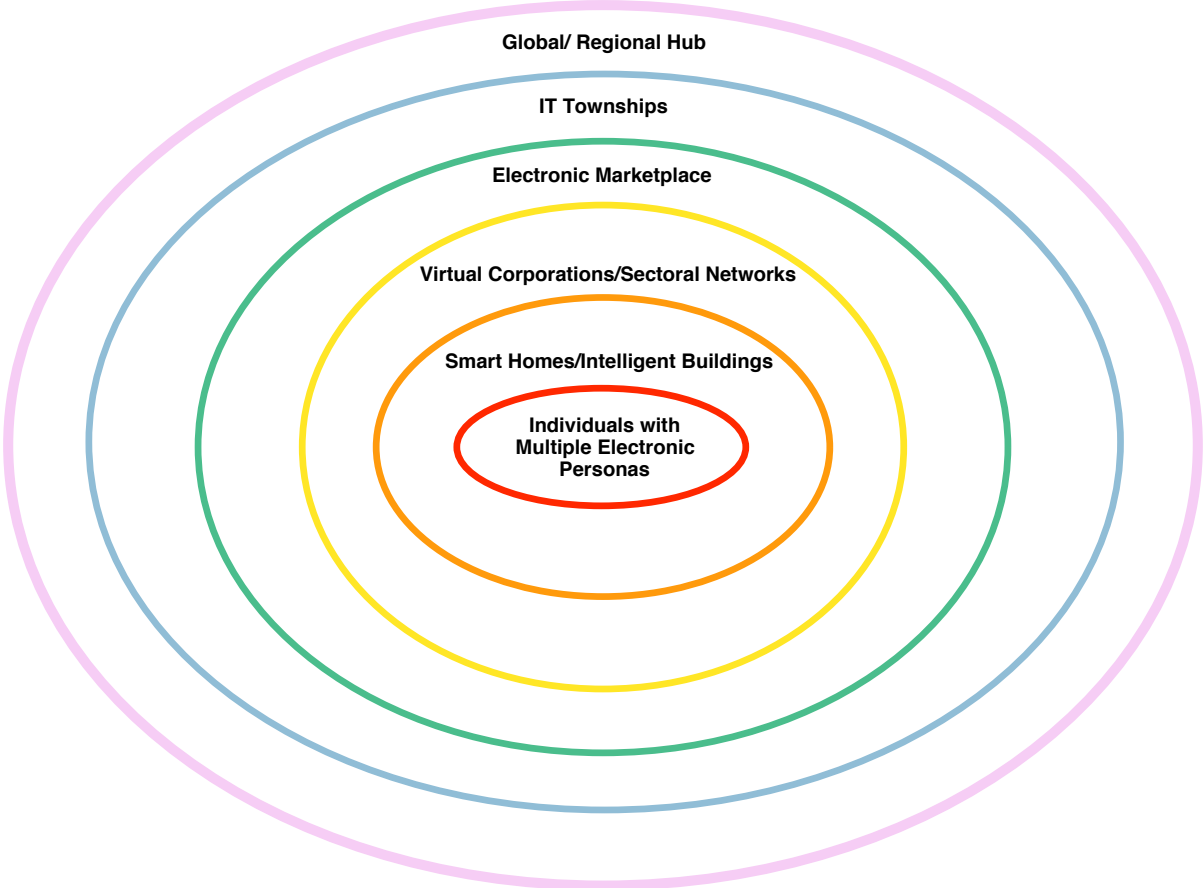 Global/ Regional Hub
IT Townships
Electronic Marketplace
Virtual Corporations/Sectoral Networks
Smart Homes/Intelligent Buildings
Individuals with
Multiple Electronic
Personas